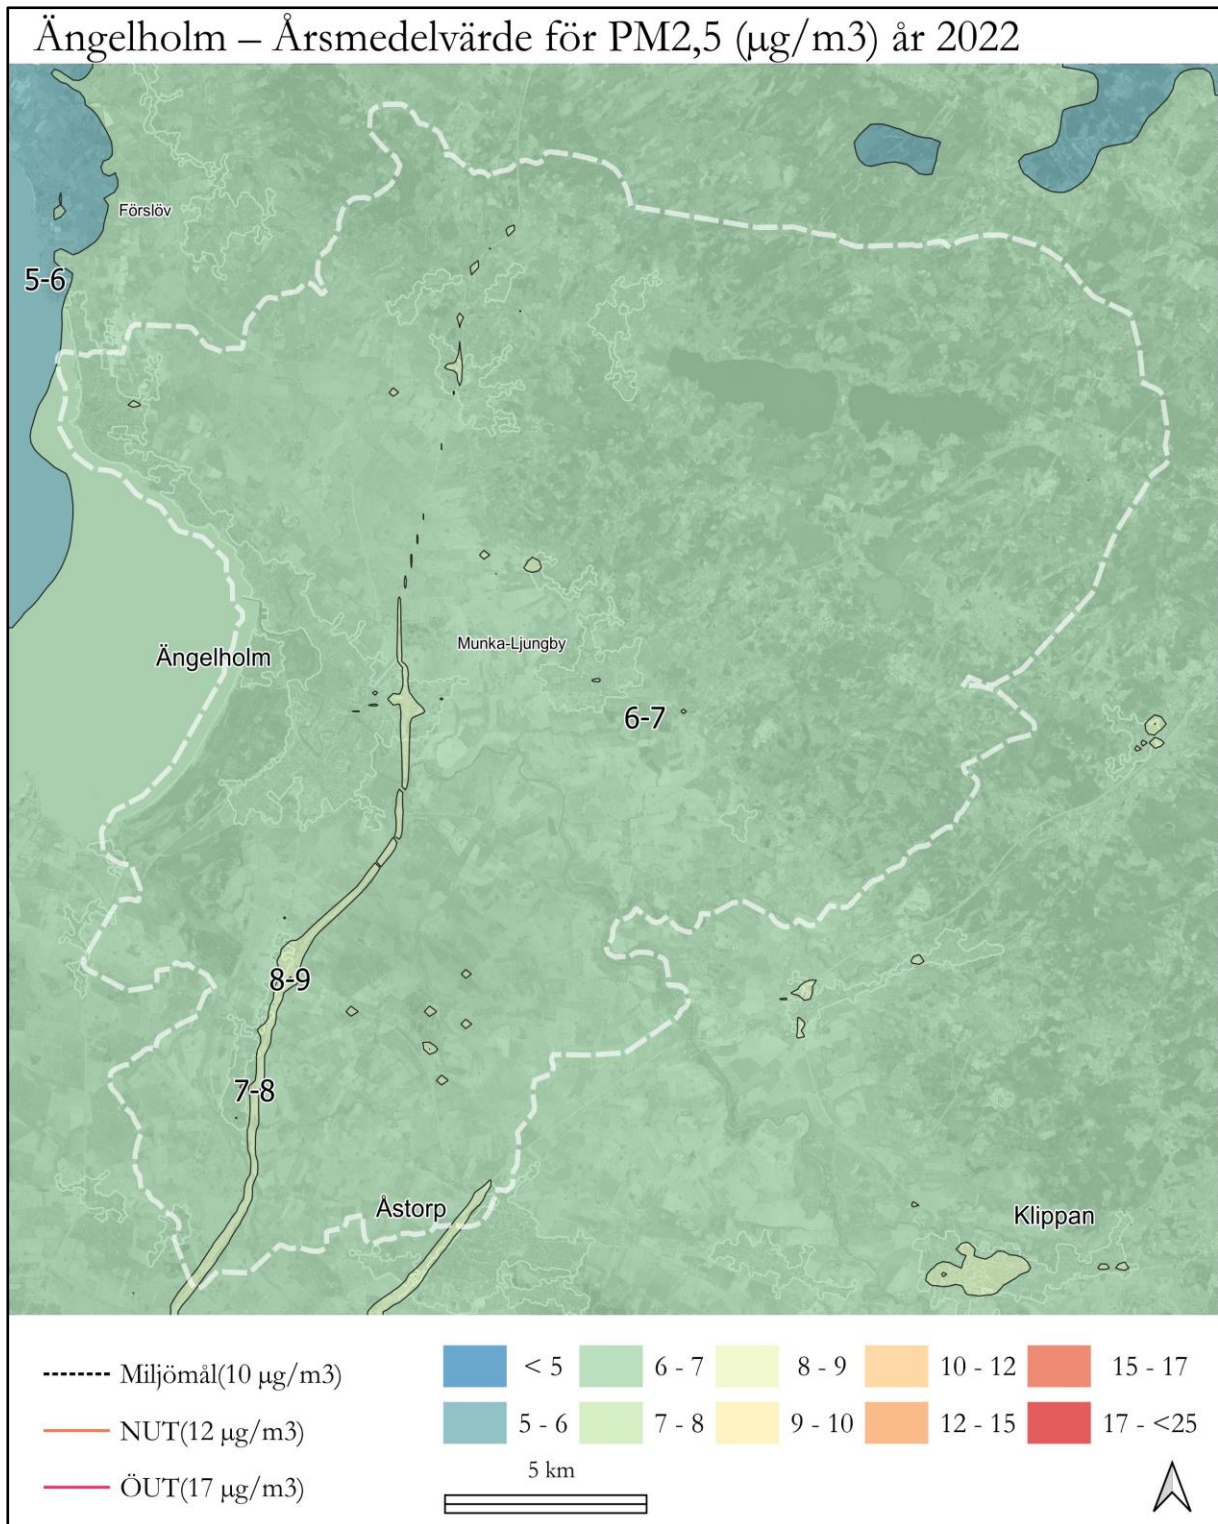 Ängelholm – Årsmedelvärde för PM2,5 (µg/m3) år 2022
Förslöv
5-6
Munka-Ljungby
Ängelholm
6-7
8-9
7-8
Åstorp
Klippan
Miljömål(10 µg/m3)
NUT(12 µg/m3)
ÖUT(17 µg/m3)
< 5
6 - 7
8 - 9
10 - 12
15 - 17
5 - 6
7 - 8
9 - 10
12 - 15
17 - <25
5 km